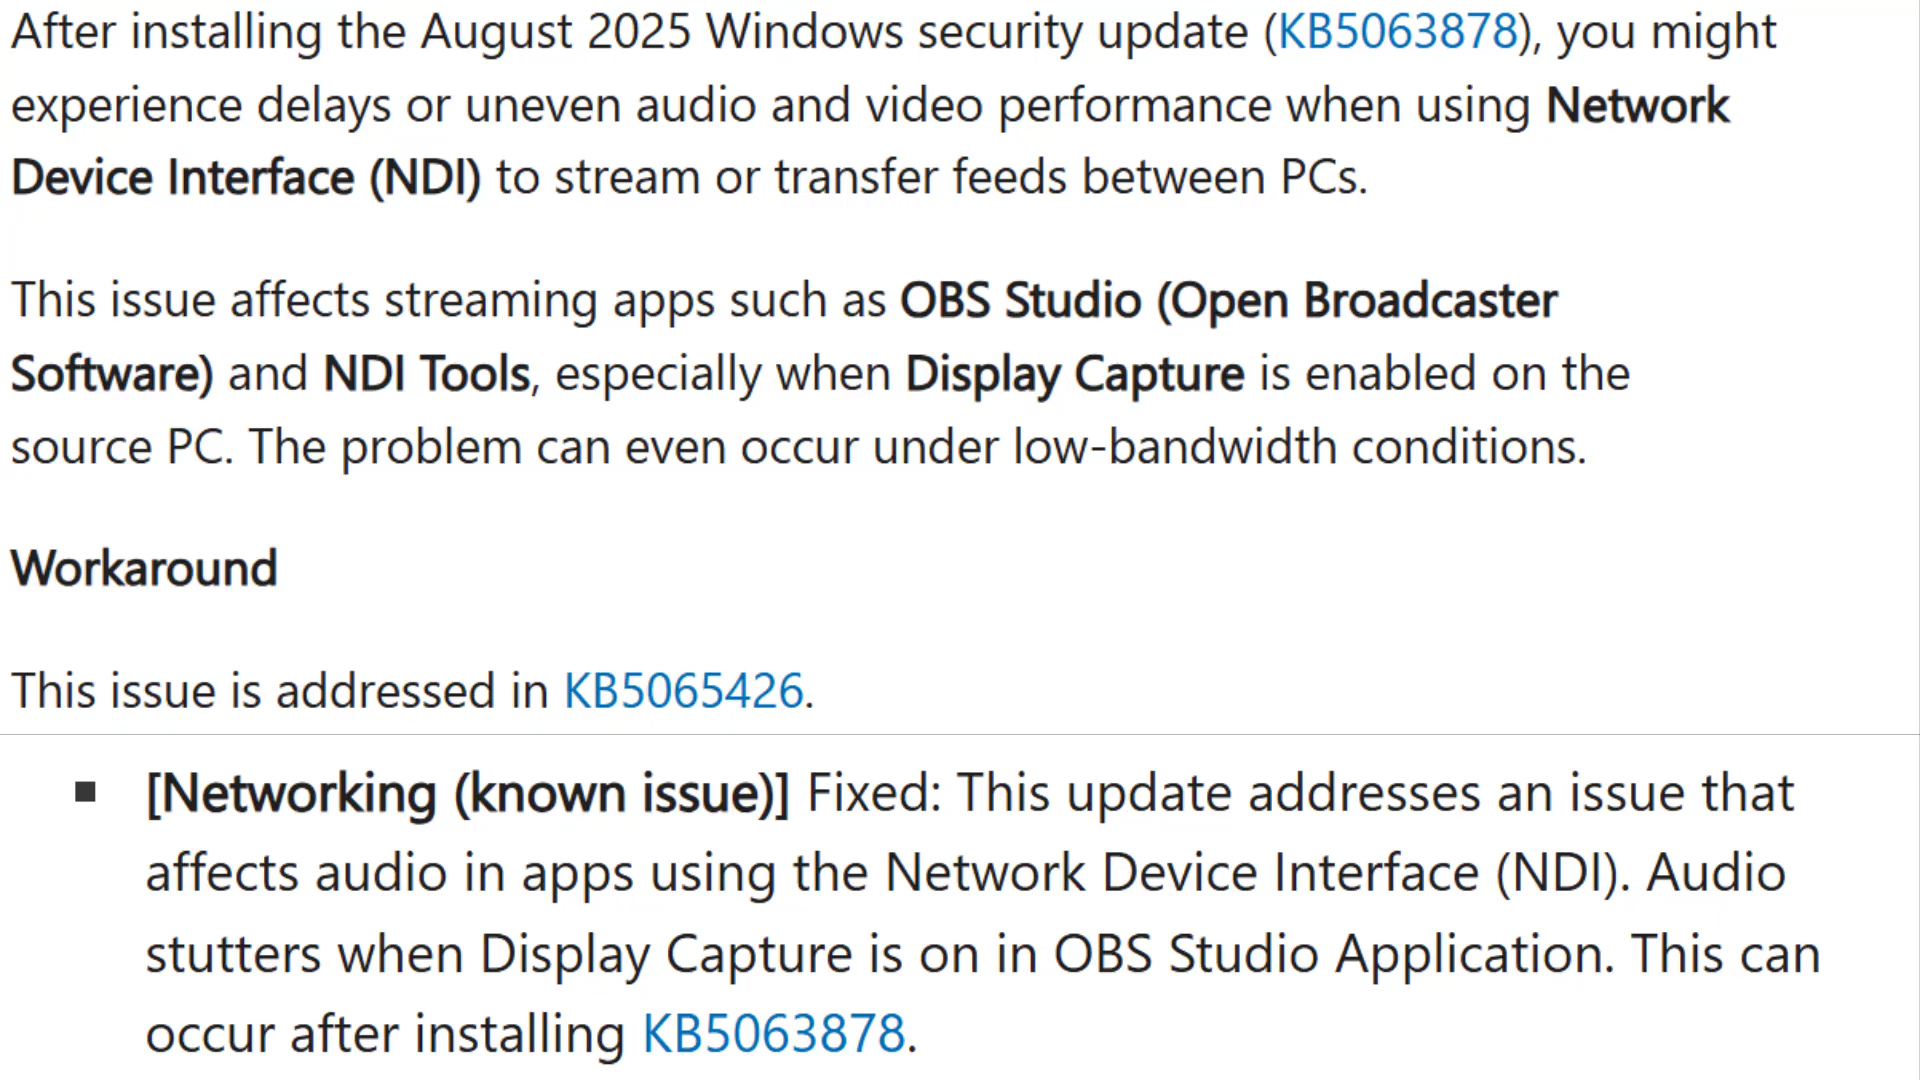 After installing the August 2025 Windows security update (KB5063878), you might
experience delays or uneven audio and video performance when using Network
Device Interface (NDI) to stream or transfer feeds between PCs.
This issue affects streaming apps such as OBS Studio (Open Broadcaster
Software) and NDI Tools, especially when Display Capture is enabled on the
source PC. The problem can even occur under low-bandwidth conditions.
Workaround
This issue is addressed in KB5065426.
▪ [Networking (known issue)] Fixed: This update addresses an issue that
affects audio in apps using the Network Device Interface (NDI). Audio
stutters when Display Capture is on in OBS Studio Application. This can
occur after installing KB5063878.